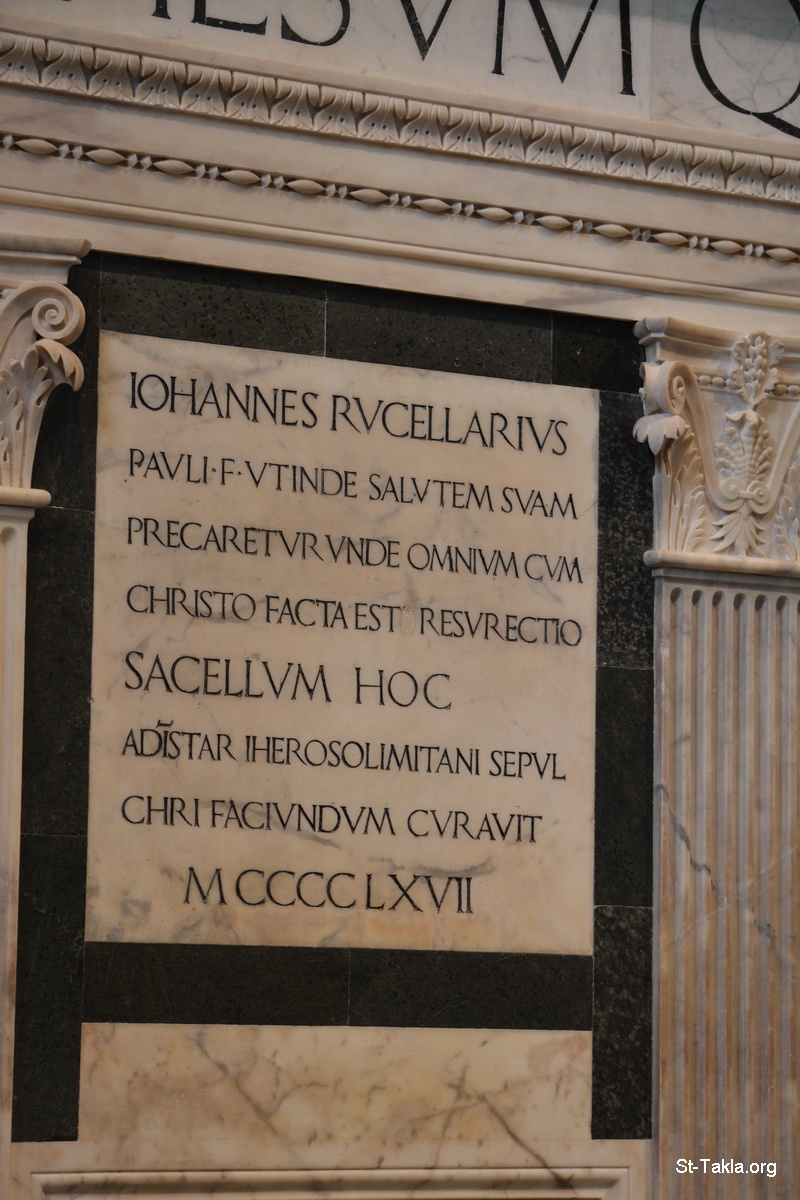 IOHANNES RVCELLARIVS
PAVLI·F·VTINDE SALVTEM SVAM
PRECARETVR VNDE OMNIVM CVM
CHRISTO FACTA EST RESVRECTIO
SACELLVM HOC
ADĪSTAR IHEROSOLIMITANI SEPVL
CHRI FACIVNDVM CVRAVIT
MCCCCLXVII
St-Takla.org